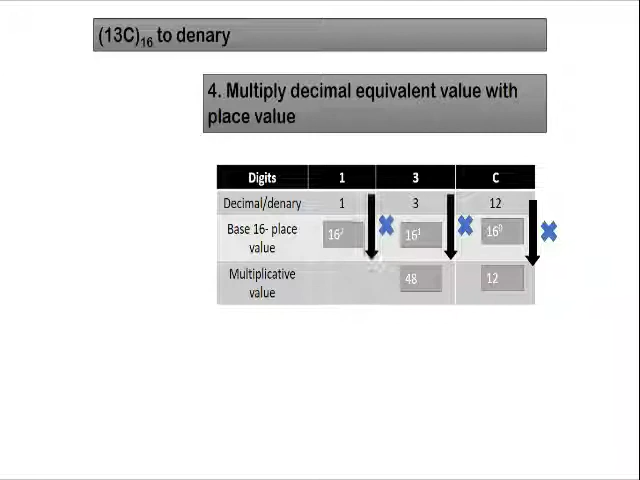 (13C)₁₆ to denary
4. Multiply decimal equivalent value with
place value
Digits 1 3 C
Decimal/denary 1 3 12
Base 16- place
value
16² 16¹ 16⁰
Multiplicative
value
48 12